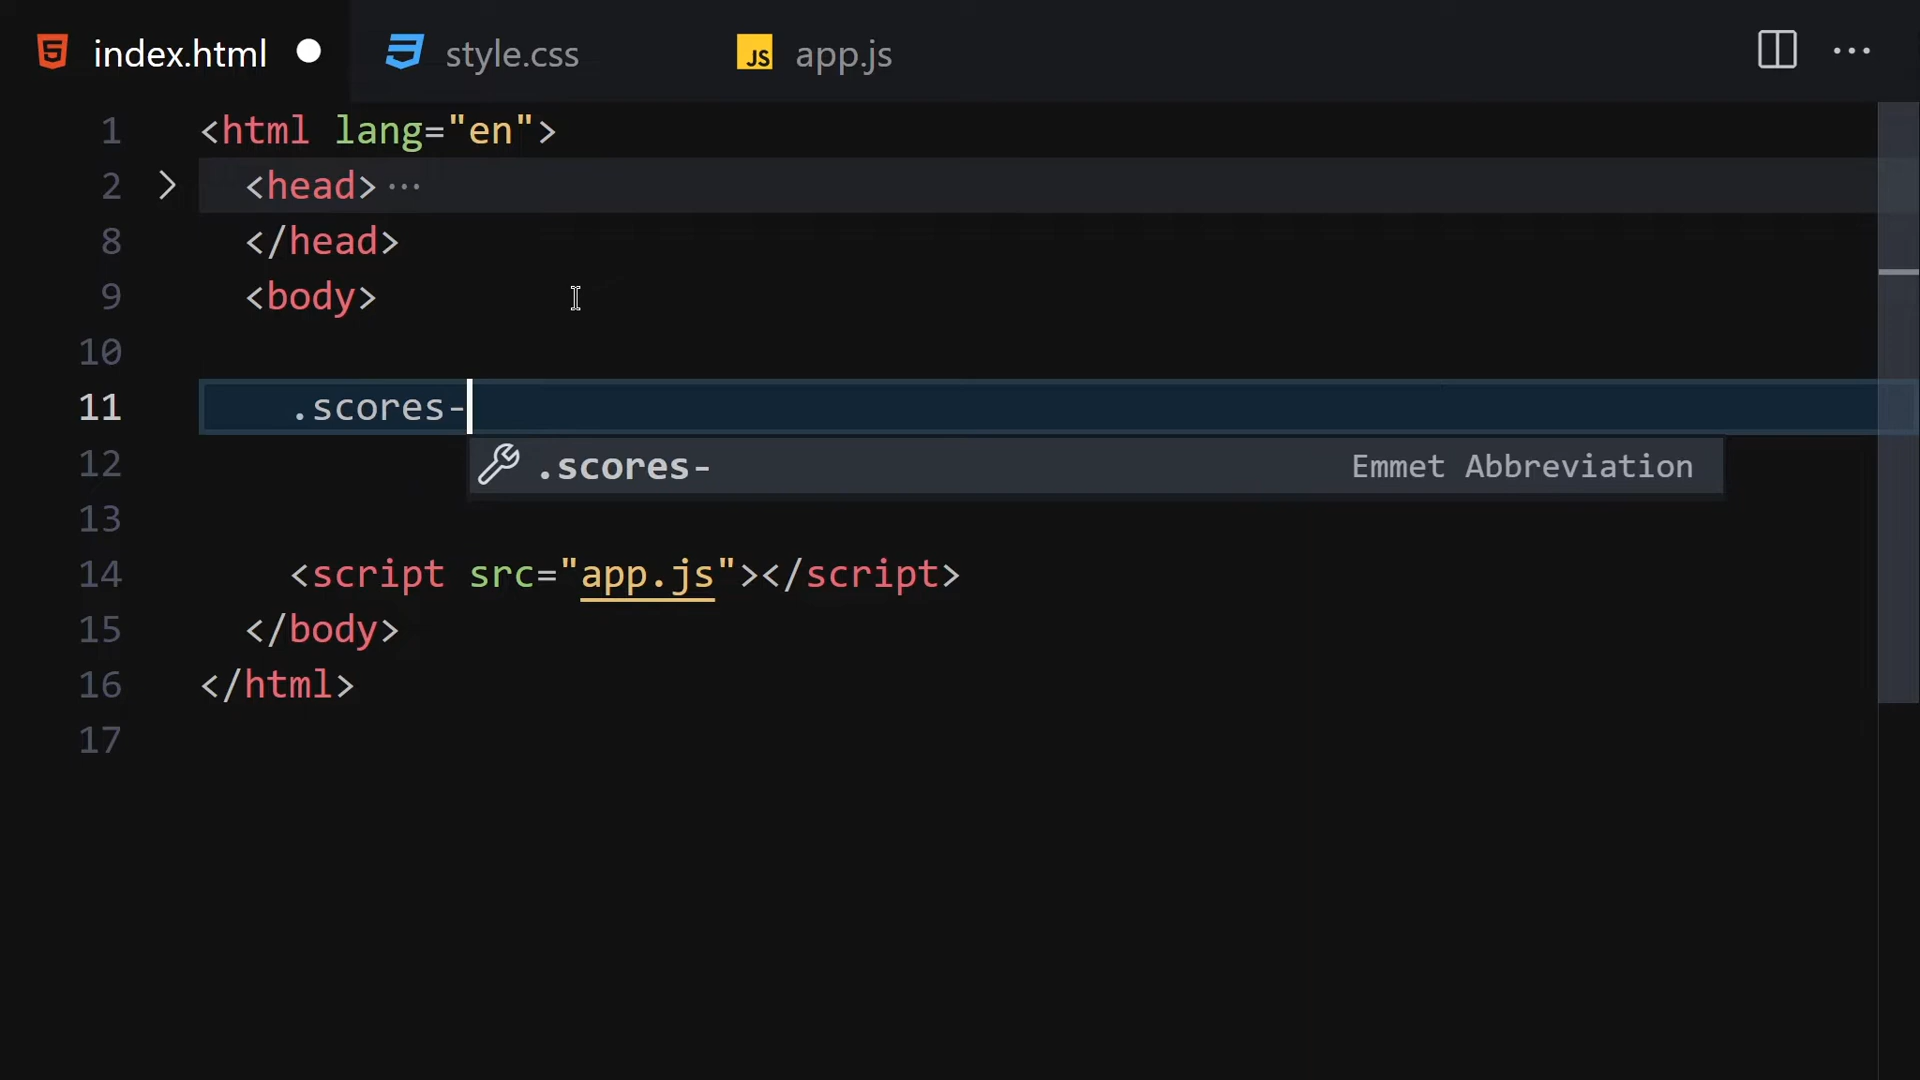 index.html style.css JS app.js
1 <html lang="en">
2 <head> ···
8 </head>
9 <body>
10
11 .scores-
12 .scores- Emmet Abbreviation
13
14 <script src="app.js"></script>
15 </body>
16 </html>
17